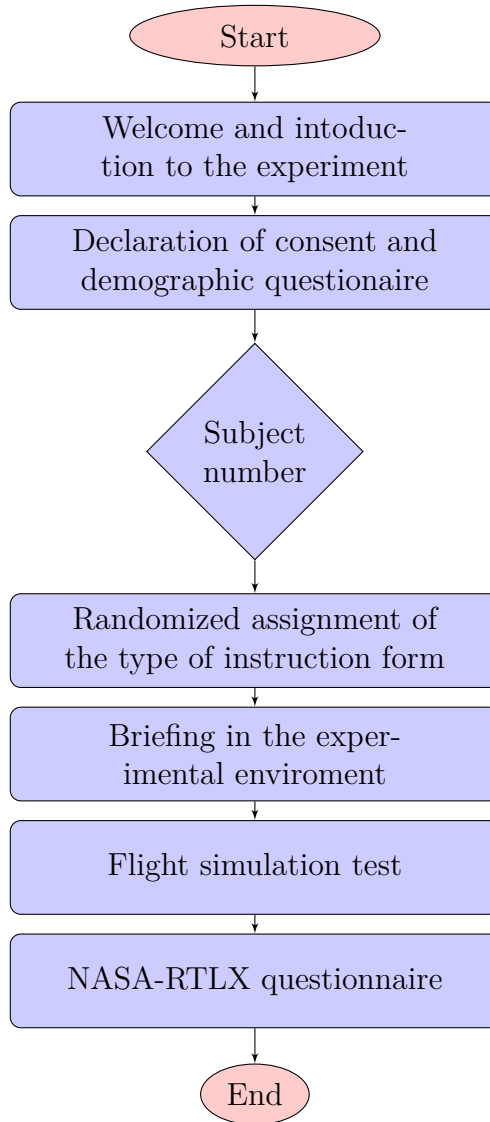 Start
Welcome and intoduc-
tion to the experiment
Declaration of consent and
demographic questionaire
Subject
number
Randomized assignment of
the type of instruction form
Briefing in the exper-
imental enviroment
Flight simulation test
NASA-RTLX questionnaire
End